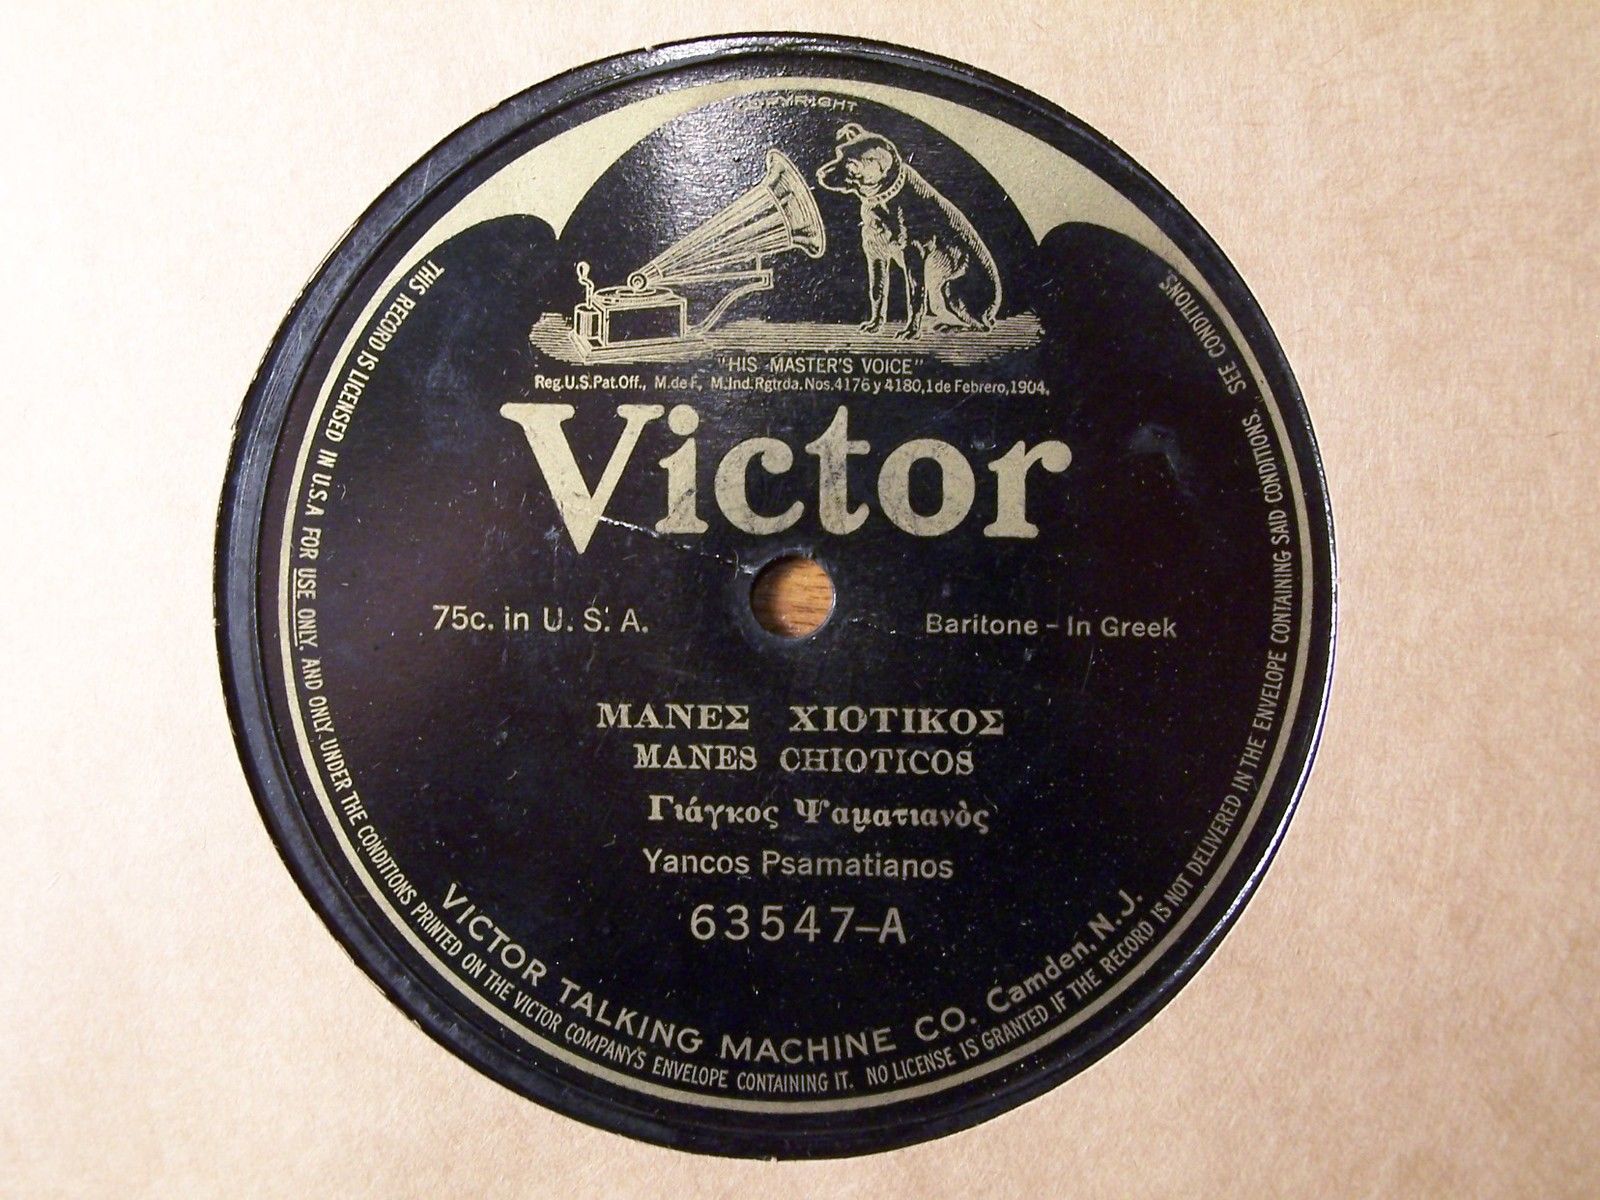 COPYRIGHT
"HIS MASTER'S VOICE"
Reg.U.S.Pat.Off., M.de F., M.Ind.Rgtrda.Nos.4176 y 4180,1 de Febrero,1904.
Victor
75c. in U. S. A.
Baritone - In Greek
ΜΑΝΕΣ ΧΙΟΤΙΚΟΣ
MANES CHIOTICOS
Γιάγκος Ψαματιανὸς
Yancos Psamatianos
63547-A
VICTOR TALKING MACHINE CO. Camden, N.J.
THIS RECORD IS LICENSED IN U.S.A FOR USE ONLY. AND ONLY UNDER THE CONDITIONS PRINTED ON THE VICTOR COMPANY'S ENVELOPE CONTAINING IT. NO LICENSE IS GRANTED IF THE RECORD IS NOT DELIVERED IN THE ENVELOPE CONTAINING SAID CONDITIONS. SEE CONDITIONS.